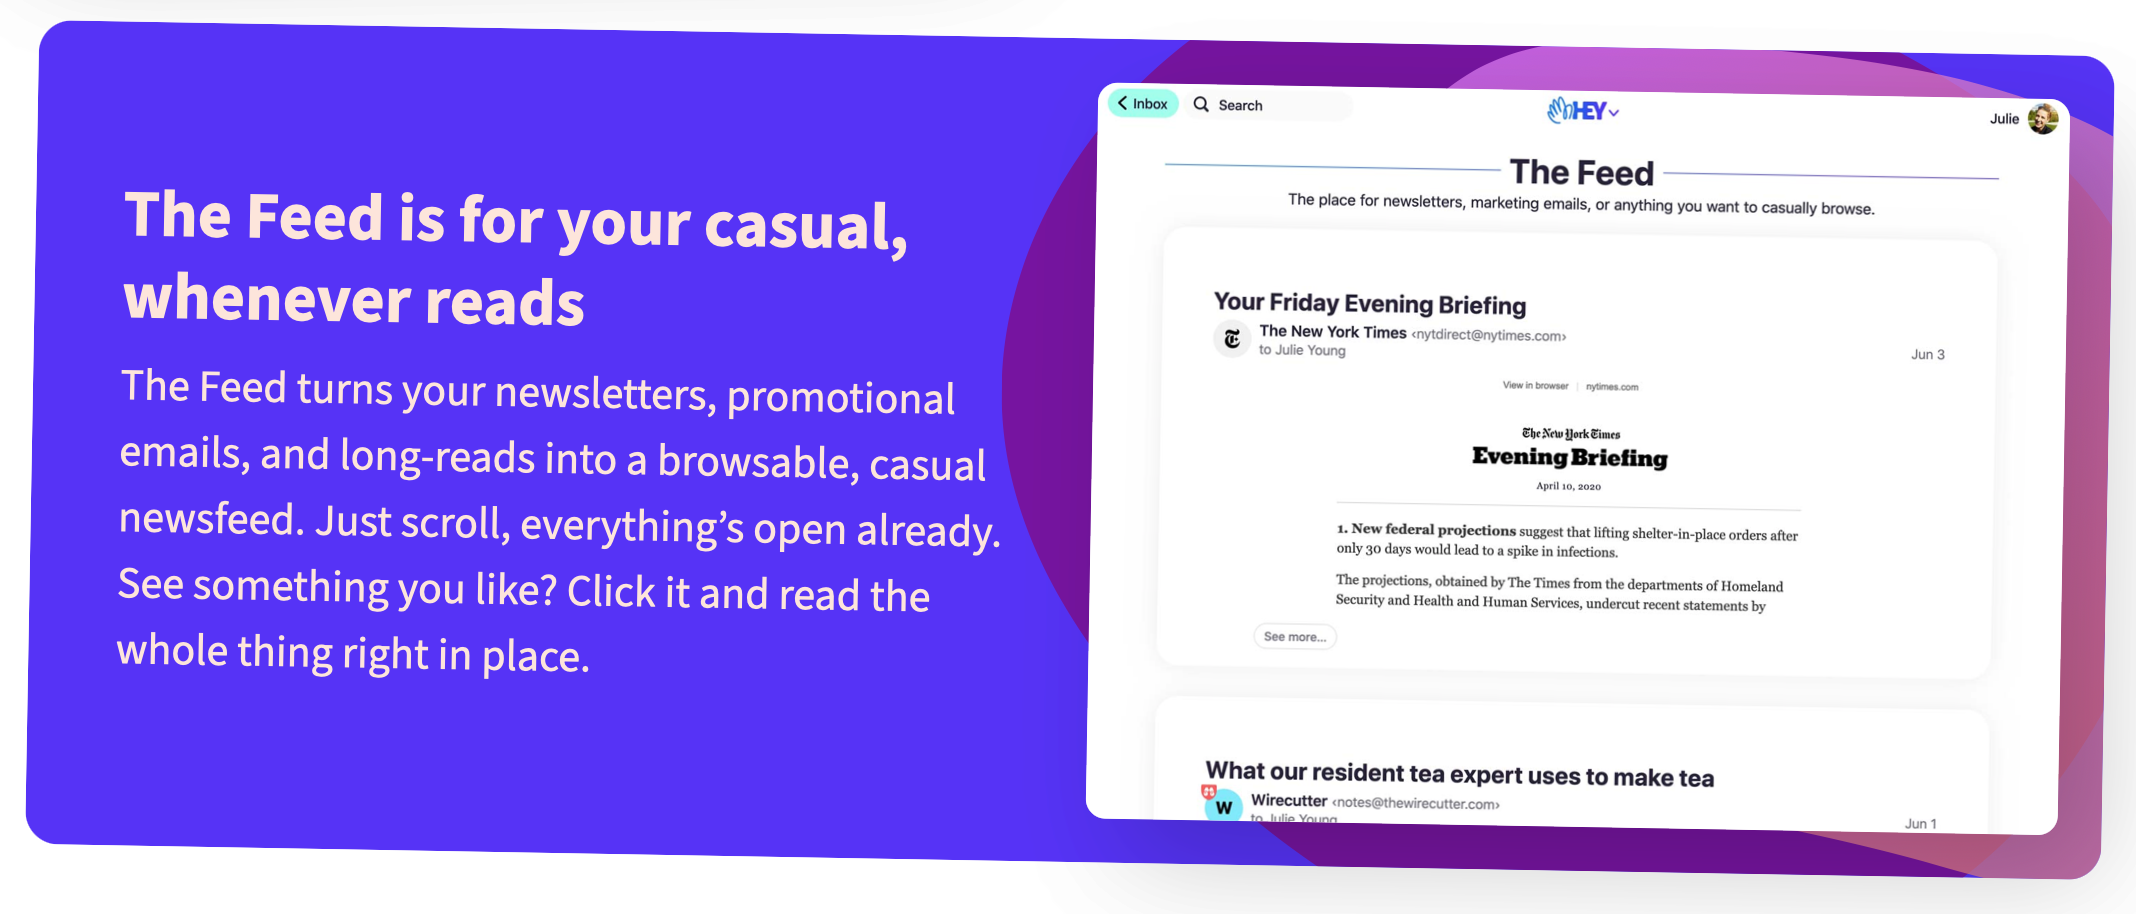 The Feed is for your casual,
whenever reads
The Feed turns your newsletters, promotional
emails, and long-reads into a browsable, casual
newsfeed. Just scroll, everything’s open already.
See something you like? Click it and read the
whole thing right in place.
Inbox
Search
HEY
Julie
The Feed
The place for newsletters, marketing emails, or anything you want to casually browse.
Your Friday Evening Briefing
The New York Times <nytdirect@nytimes.com>
to Julie Young
Jun 3
View in browser | nytimes.com
The New York Times
Evening Briefing
April 10, 2020
1. New federal projections suggest that lifting shelter-in-place orders after
only 30 days would lead to a spike in infections.
The projections, obtained by The Times from the departments of Homeland
Security and Health and Human Services, undercut recent statements by
See more...
What our resident tea expert uses to make tea
W
Wirecutter <notes@thewirecutter.com>
to Julie Young
Jun 1